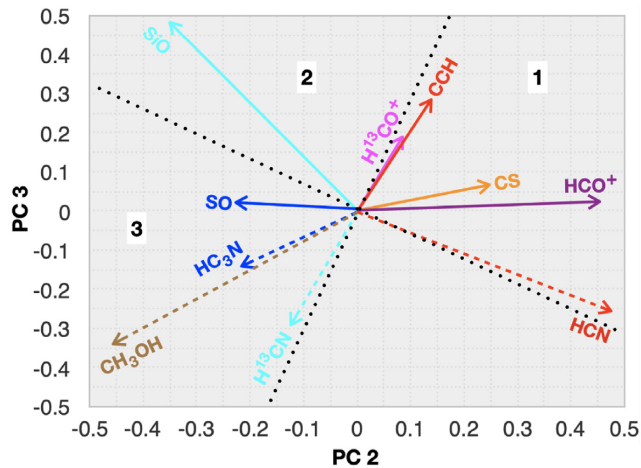 0.5
0.4
0.3
0.2
0.1
0
-0.1
-0.2
-0.3
-0.4
-0.5
PC 3
SiO
2
1
CCH
H¹³CO⁺
CS
HCO⁺
SO
3
HC₃N
CH₃OH
H¹³CN
HCN
-0.5 -0.4 -0.3 -0.2 -0.1 0 0.1 0.2 0.3 0.4 0.5
PC 2